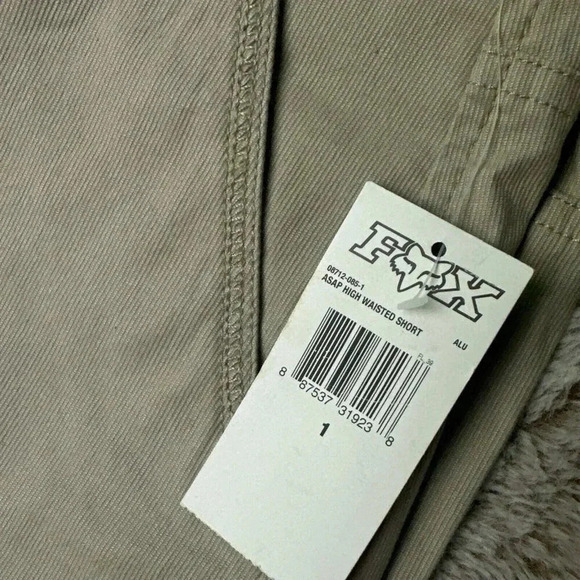 FOX
08712-085-1
ASAP HIGH WAISTED SHORT
ALU
8 87537 31923 8
1